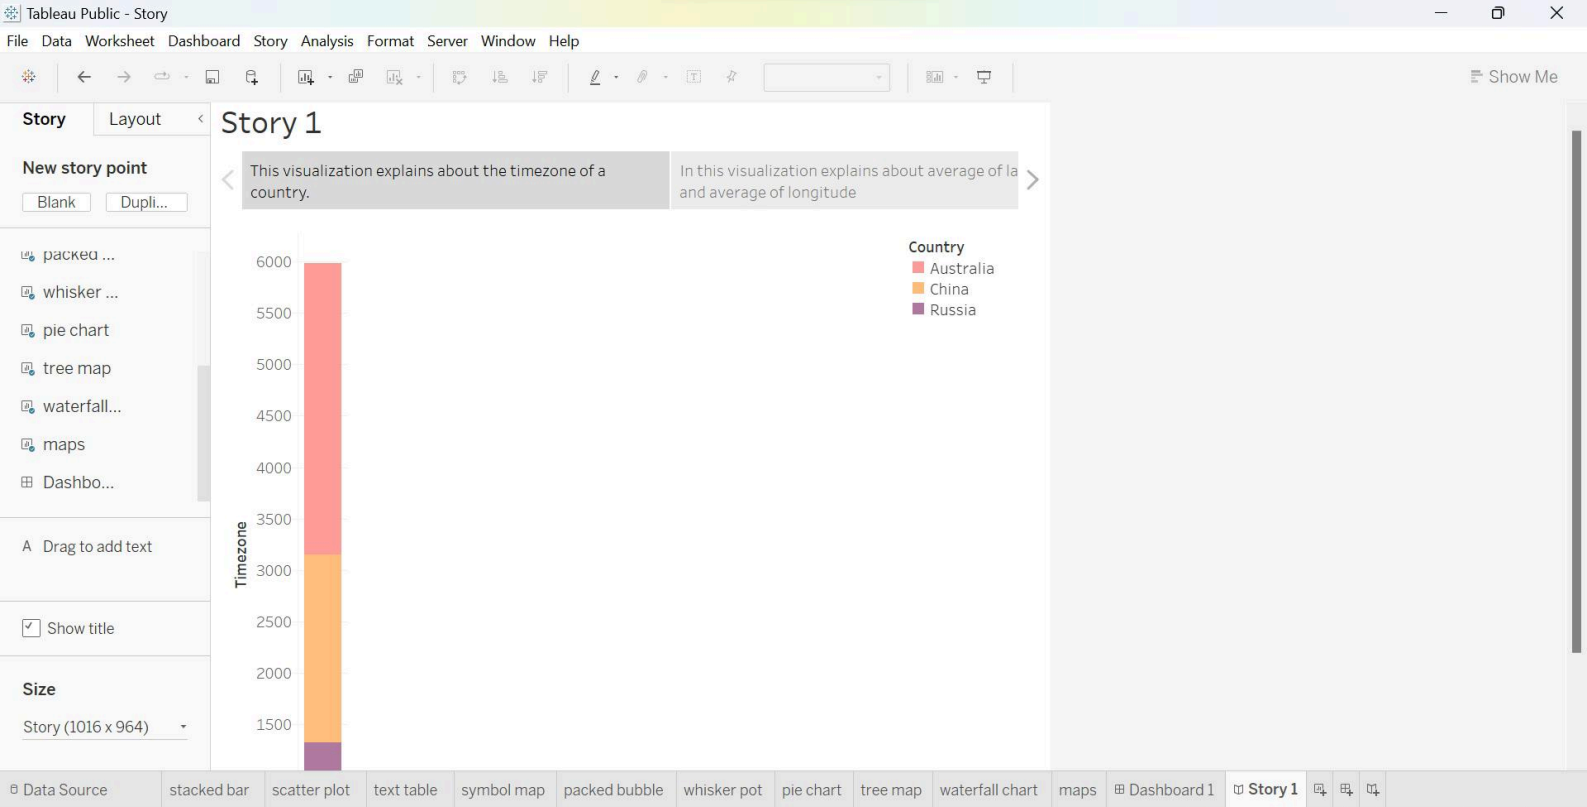 Tableau Public - Story
File Data Worksheet Dashboard Story Analysis Format Server Window Help
Show Me
Story Layout
New story point
Blank Dupli...
packed ...
whisker ...
pie chart
tree map
waterfall...
maps
Dashbo...
A Drag to add text
Show title
Size
Story (1016 x 964)
Story 1
This visualization explains about the timezone of a
country.
In this visualization explains about average of la
and average of longitude
6000
5500
5000
4500
4000
3500
3000
2500
2000
1500
Timezone
Country
Australia
China
Russia
Data Source stacked bar scatter plot text table symbol map packed bubble whisker pot pie chart tree map waterfall chart maps Dashboard 1 Story 1